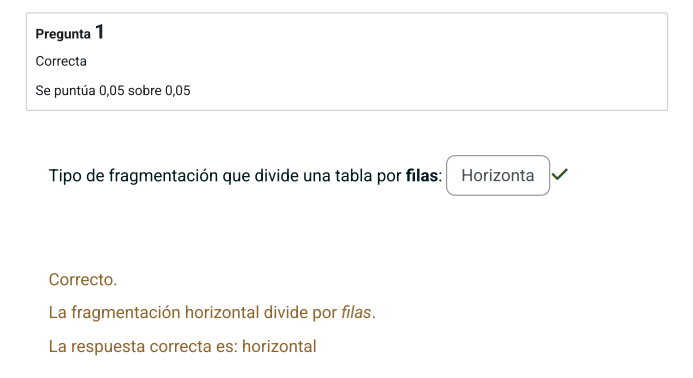 Pregunta 1
Correcta
Se puntúa 0,05 sobre 0,05
Tipo de fragmentación que divide una tabla por filas: Horizonta
Correcto.
La fragmentación horizontal divide por filas.
La respuesta correcta es: horizontal